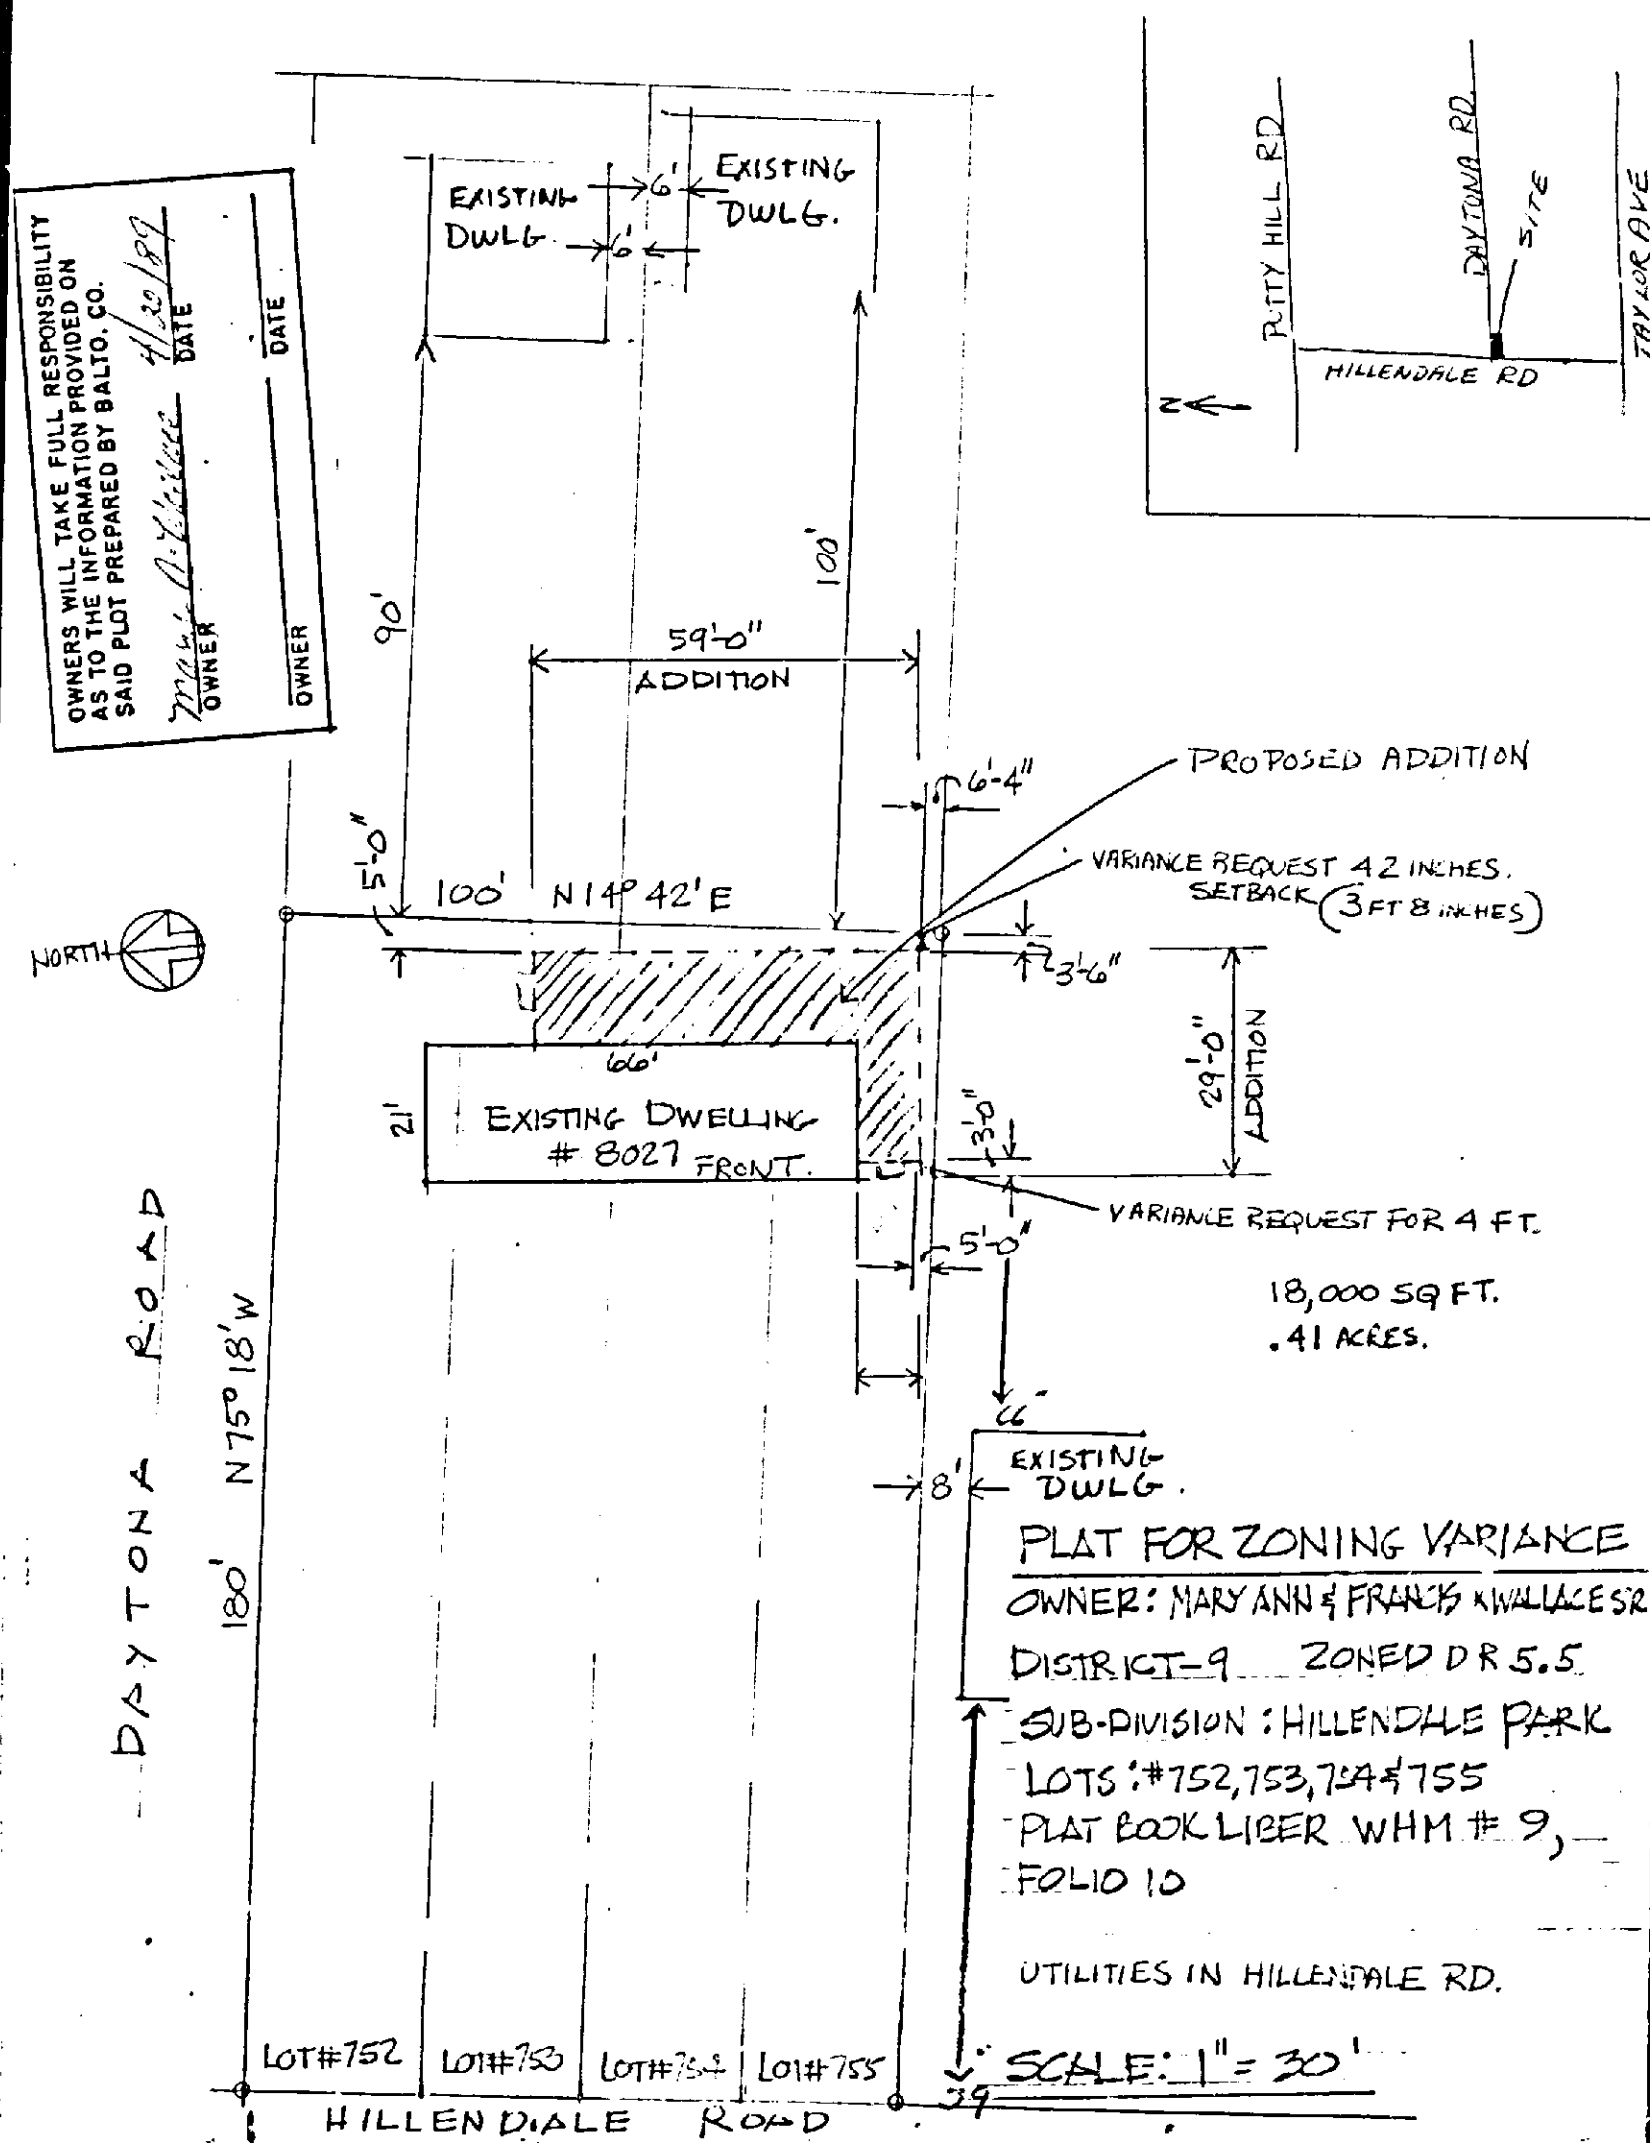 PUTTY HILL RD
DAYTONA RD.
SITE
TAYLOR AVE
HILLENDALE RD
N
EXISTING
DWLG.
6'
6'
EXISTING
DWLG.
OWNERS WILL TAKE FULL RESPONSIBILITY
AS TO THE INFORMATION PROVIDED ON
SAID PLOT PREPARED BY BALTO. CO.
4/20/89
OWNER DATE
OWNER DATE
90'
100'
59'-0"
ADDITION
6'-4"
PROPOSED ADDITION
VARIANCE REQUEST 42 INCHES.
SETBACK (3 FT 8 INCHES)
5'-0"
100' N14° 42' E
NORTH
3'-6"
29'-0"
ADDITION
66'
21'
EXISTING DWELLING
# 8027 FRONT.
3'-0"
VARIANCE REQUEST FOR 4 FT.
5'-0"
18,000 SQ FT.
.41 ACRES.
DAYTONA ROAD
180' N 75° 18' W
EXISTING
8' DWLG.
PLAT FOR ZONING VARIANCE
OWNER: MARY ANN & FRANCIS X WALLACE SR
DISTRICT-9 ZONED DR 5.5
SUB-DIVISION: HILLENDALE PARK
LOTS: #752,753,754 & 755
PLAT BOOK LIBER WHM # 9,
FOLIO 10
UTILITIES IN HILLENDALE RD.
SCALE: 1" = 30'
LOT#752 LOT#753 LOT#754 LOT#755
39
HILLENDALE ROAD